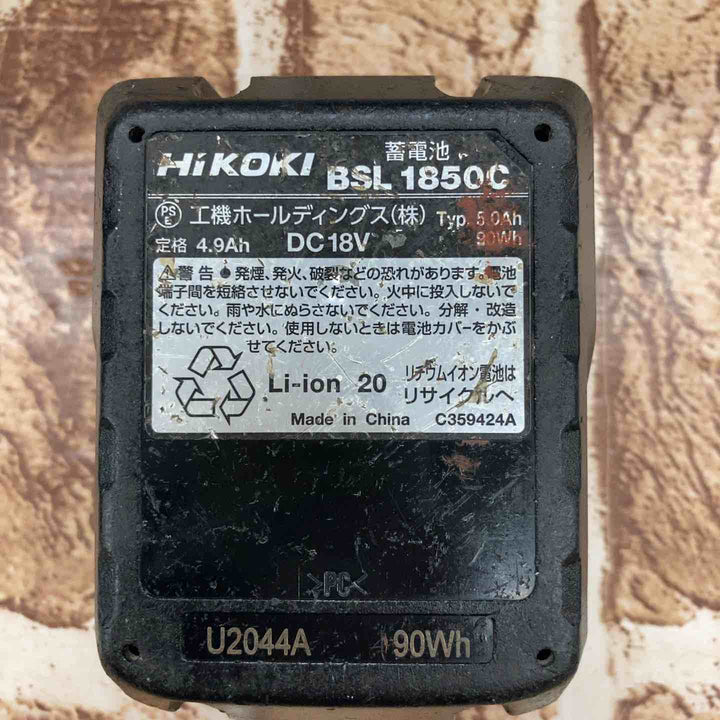 HiKOKI
蓄電池
BSL 1850C
PS E 工機ホールディングス(株) Typ. 5.0Ah
定格 4.9Ah DC18V 90Wh
⚠警告 ●発煙、発火、破裂などの恐れがあります。電池
端子間を短絡させないでください。火中に投入しないで
ください。雨や水にぬらさないでください。分解・改造
しないでください。使用しないときは電池カバーをかぶ
せてください。
Li-ion 20
リチウムイオン電池は
リサイクルへ
Made in China C359424A
>PC<
U2044A 90Wh